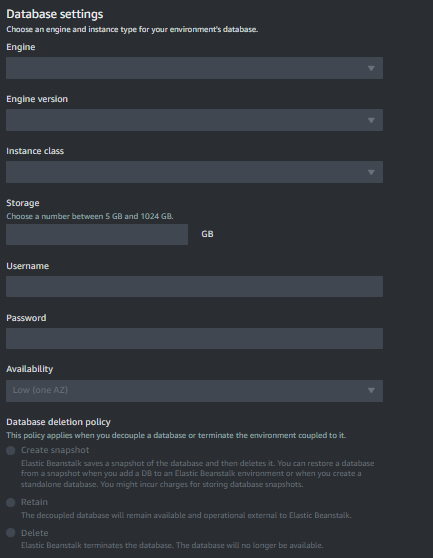 Database settings
Choose an engine and instance type for your environment's database.
Engine
Engine version
Instance class
Storage
Choose a number between 5 GB and 1024 GB.
GB
Username
Password
Availability
Low (one AZ)
Database deletion policy
This policy applies when you decouple a database or terminate the environment coupled to it.
Create snapshot
Elastic Beanstalk saves a snapshot of the database and then deletes it. You can restore a database
from a snapshot when you add a DB to an Elastic Beanstalk environment or when you create a
standalone database. You might incur charges for storing database snapshots.
Retain
The decoupled database will remain available and operational external to Elastic Beanstalk.
Delete
Elastic Beanstalk terminates the database. The database will no longer be available.